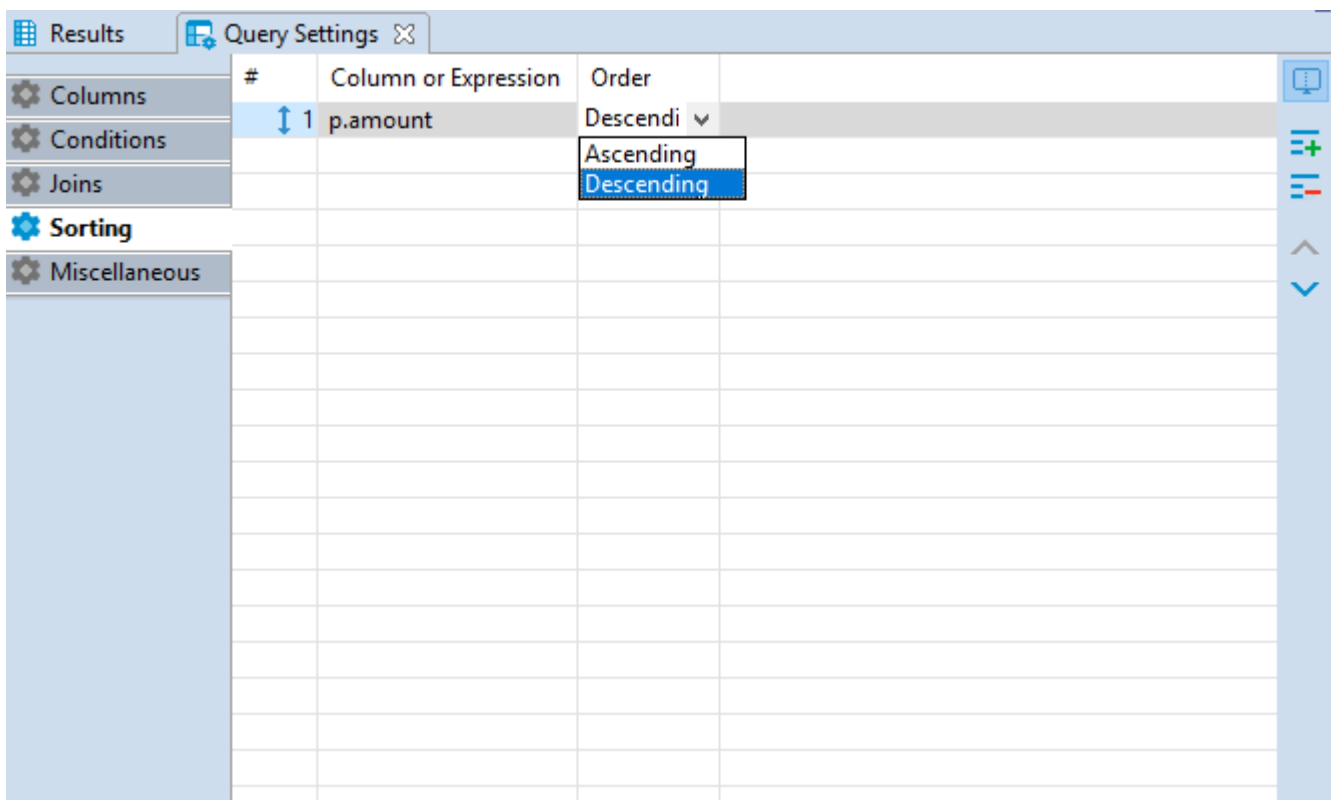 Results Query Settings
# Column or Expression Order
Columns
1 p.amount Descendi
Conditions
Ascending
Joins
Descending
Sorting
Miscellaneous